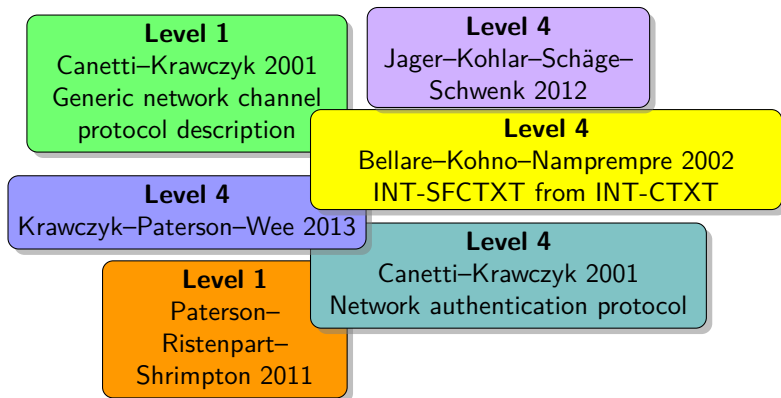 Level 1
Canetti–Krawczyk 2001
Generic network channel
protocol description
Level 4
Jager–Kohlar–Schäge–
Schwenk 2012
Level 4
Bellare–Kohno–Namprempre 2002
INT-SFCTXT from INT-CTXT
Level 4
Krawczyk–Paterson–Wee 2013
Level 4
Canetti–Krawczyk 2001
Network authentication protocol
Level 1
Paterson–
Ristenpart–
Shrimpton 2011